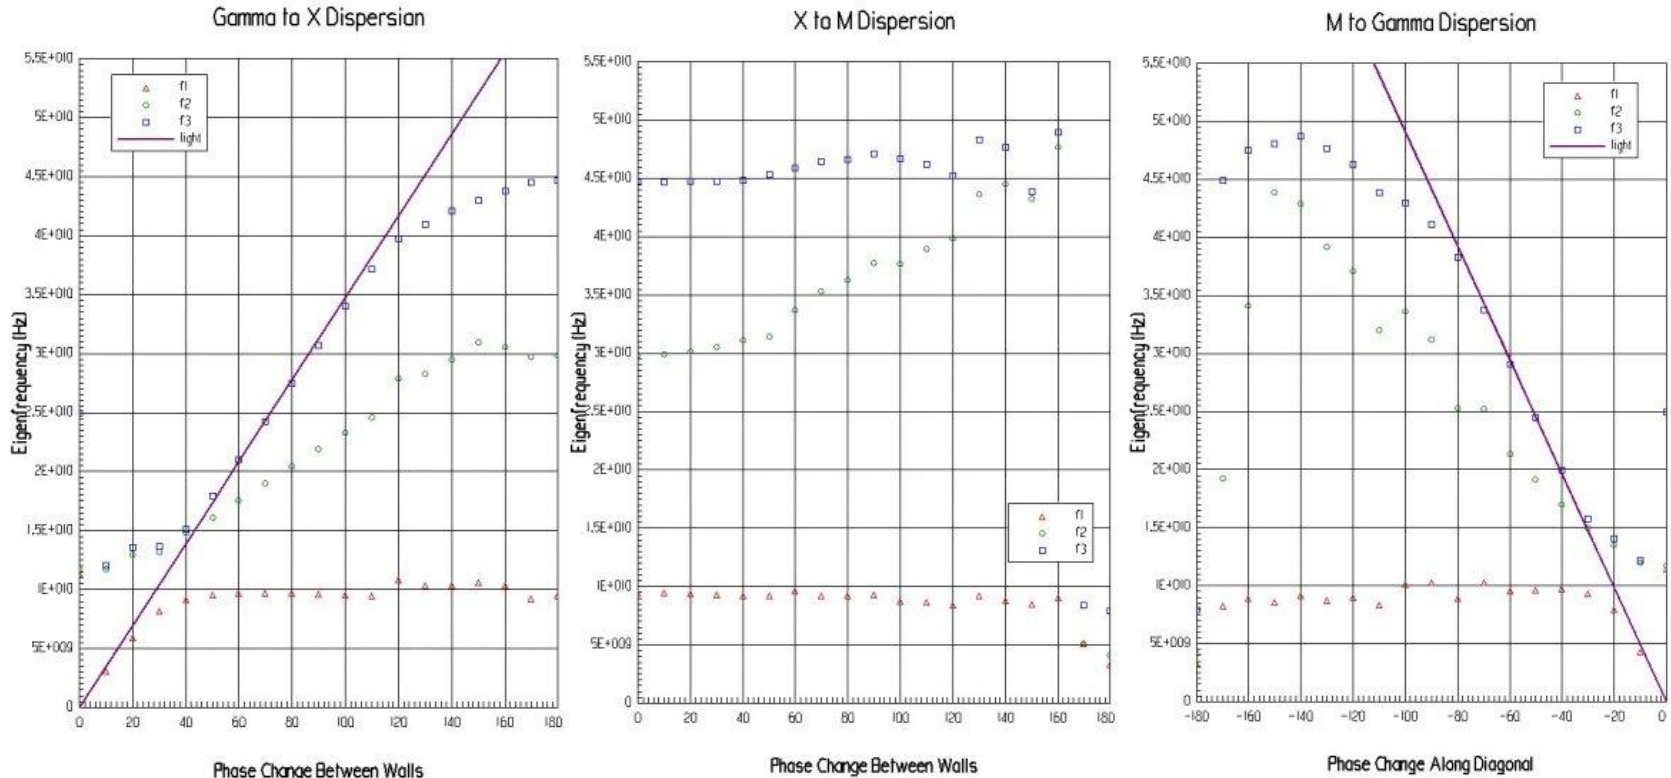 Gamma to X Dispersion
5.5E+010
5E+010
4.5E+010
4E+010
3.5E+010
3E+010
2.5E+010
2E+010
1.5E+010
1E+010
5E+009
0
Eigenfrequency (Hz)
f1
f2
f3
light
0 20 40 60 80 100 120 140 160 180
Phase Change Between Walls
X to M Dispersion
5.5E+010
5E+010
4.5E+010
4E+010
3.5E+010
3E+010
2.5E+010
2E+010
1.5E+010
1E+010
5E+009
0
Eigenfrequency (Hz)
f1
f2
f3
0 20 40 60 80 100 120 140 160 180
Phase Change Between Walls
M to Gamma Dispersion
5.5E+010
5E+010
4.5E+010
4E+010
3.5E+010
3E+010
2.5E+010
2E+010
1.5E+010
1E+010
5E+009
0
Eigenfrequency (Hz)
f1
f2
f3
light
-180 -160 -140 -120 -100 -80 -60 -40 -20 0
Phase Change Along Diagonal